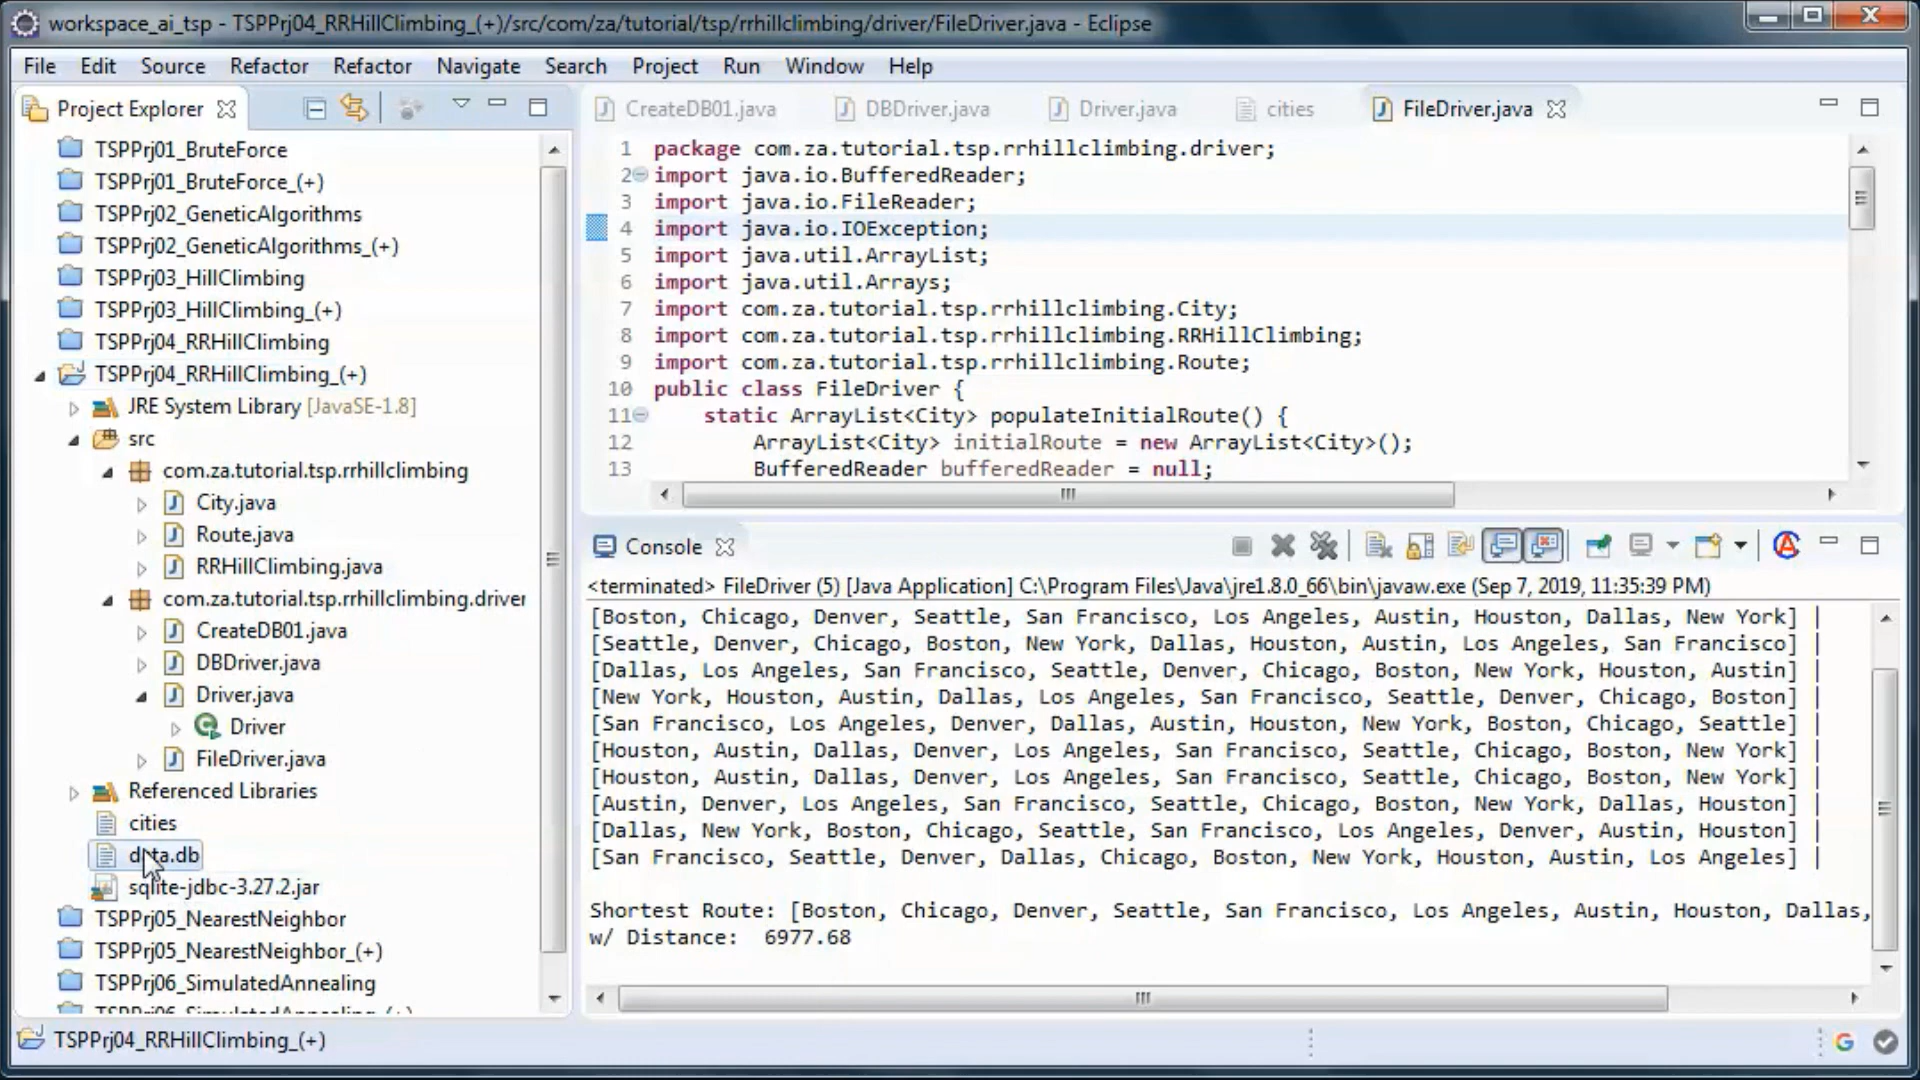 workspace_ai_tsp - TSPPrj04_RRHillClimbing_(+)/src/com/za/tutorial/tsp/rrhillclimbing/driver/FileDriver.java - Eclipse
File Edit Source Refactor Refactor Navigate Search Project Run Window Help
Project Explorer
TSPPrj01_BruteForce
TSPPrj01_BruteForce_(+)
TSPPrj02_GeneticAlgorithms
TSPPrj02_GeneticAlgorithms_(+)
TSPPrj03_HillClimbing
TSPPrj03_HillClimbing_(+)
TSPPrj04_RRHillClimbing
TSPPrj04_RRHillClimbing_(+)
JRE System Library [JavaSE-1.8]
src
com.za.tutorial.tsp.rrhillclimbing
City.java
Route.java
RRHillClimbing.java
com.za.tutorial.tsp.rrhillclimbing.driver
CreateDB01.java
DBDriver.java
Driver.java
Driver
FileDriver.java
Referenced Libraries
cities
data.db
sqlite-jdbc-3.27.2.jar
TSPPrj05_NearestNeighbor
TSPPrj05_NearestNeighbor_(+)
TSPPrj06_SimulatedAnnealing
TSPPrj06_SimulatedAnnealing_(+)
CreateDB01.java DBDriver.java Driver.java cities FileDriver.java
1 package com.za.tutorial.tsp.rrhillclimbing.driver;
2 import java.io.BufferedReader;
3 import java.io.FileReader;
4 import java.io.IOException;
5 import java.util.ArrayList;
6 import java.util.Arrays;
7 import com.za.tutorial.tsp.rrhillclimbing.City;
8 import com.za.tutorial.tsp.rrhillclimbing.RRHillClimbing;
9 import com.za.tutorial.tsp.rrhillclimbing.Route;
10 public class FileDriver {
11 static ArrayList<City> populateInitialRoute() {
12 ArrayList<City> initialRoute = new ArrayList<City>();
13 BufferedReader bufferedReader = null;
Console
<terminated> FileDriver (5) [Java Application] C:\Program Files\Java\jre1.8.0_66\bin\javaw.exe (Sep 7, 2019, 11:35:39 PM)
[Boston, Chicago, Denver, Seattle, San Francisco, Los Angeles, Austin, Houston, Dallas, New York] |
[Seattle, Denver, Chicago, Boston, New York, Dallas, Houston, Austin, Los Angeles, San Francisco] |
[Dallas, Los Angeles, San Francisco, Seattle, Denver, Chicago, Boston, New York, Houston, Austin] |
[New York, Houston, Austin, Dallas, Los Angeles, San Francisco, Seattle, Denver, Chicago, Boston] |
[San Francisco, Los Angeles, Denver, Dallas, Austin, Houston, New York, Boston, Chicago, Seattle] |
[Houston, Austin, Dallas, Denver, Los Angeles, San Francisco, Seattle, Chicago, Boston, New York] |
[Houston, Austin, Dallas, Denver, Los Angeles, San Francisco, Seattle, Chicago, Boston, New York] |
[Austin, Denver, Los Angeles, San Francisco, Seattle, Chicago, Boston, New York, Dallas, Houston] |
[Dallas, New York, Boston, Chicago, Seattle, San Francisco, Los Angeles, Denver, Austin, Houston] |
[San Francisco, Seattle, Denver, Dallas, Chicago, Boston, New York, Houston, Austin, Los Angeles] |
Shortest Route: [Boston, Chicago, Denver, Seattle, San Francisco, Los Angeles, Austin, Houston, Dallas,
w/ Distance: 6977.68
TSPPrj04_RRHillClimbing_(+)